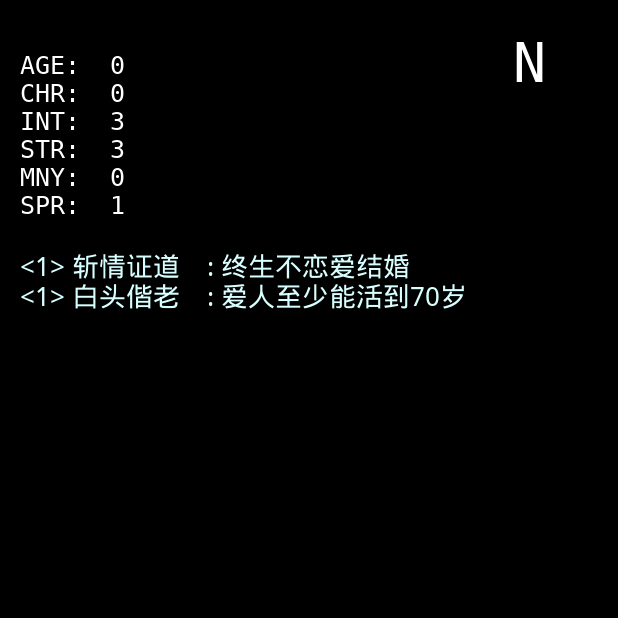 N
AGE: 0
CHR: 0
INT: 3
STR: 3
MNY: 0
SPR: 1
<1> 斩情证道 : 终生不恋爱结婚
<1> 白头偕老 : 爱人至少能活到70岁